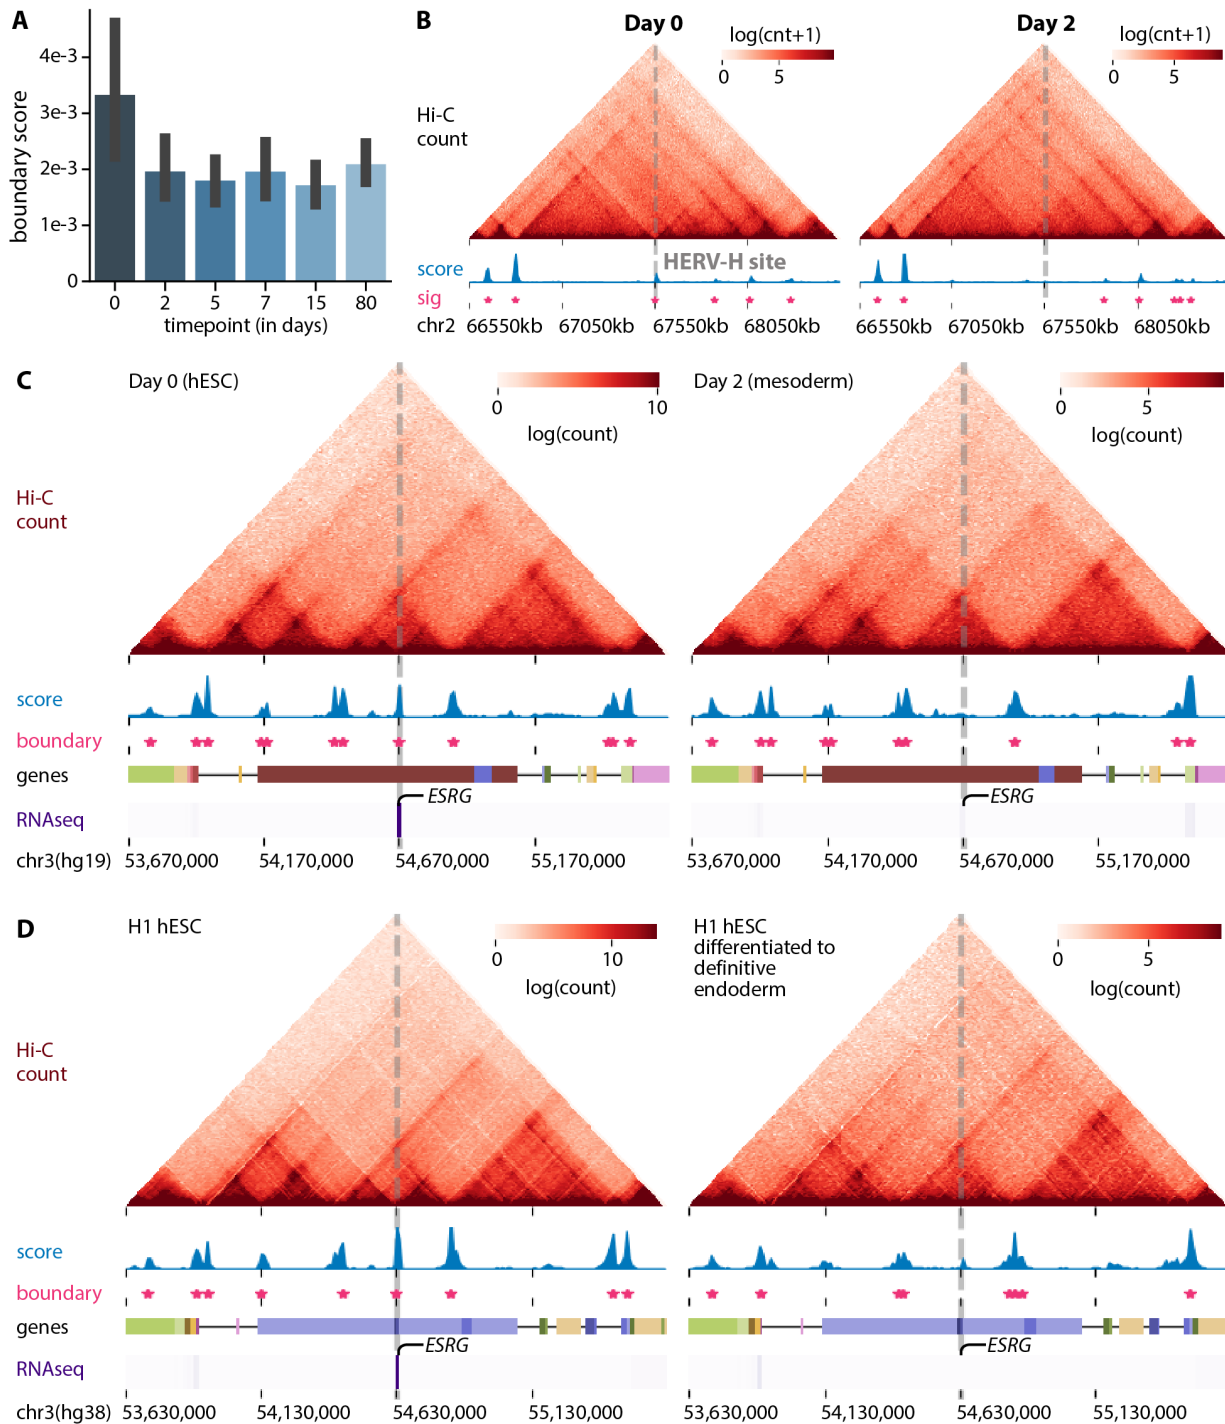 A
boundary score
4e-3
3e-3
2e-3
1e-3
0
0 2 5 7 15 80
timepoint (in days)
B
Day 0
Day 2
log(cnt+1)
0 5
log(cnt+1)
0 5
Hi-C
count
HERV-H site
score
sig
chr2 66550kb 67050kb 67550kb 68050kb 66550kb 67050kb 67550kb 68050kb
C
Day 0 (hESC)
0 10
log(count)
Day 2 (mesoderm)
0 5
log(count)
Hi-C
count
score
boundary
genes
ESRG
ESRG
RNAseq
chr3(hg19) 53,670,000 54,170,000 54,670,000 55,170,000 53,670,000 54,170,000 54,670,000 55,170,000
D
H1 hESC
0 10
log(count)
H1 hESC
differentiated to
definitive
endoderm
0 5
log(count)
Hi-C
count
score
boundary
genes
ESRG
ESRG
RNAseq
chr3(hg38) 53,630,000 54,130,000 54,630,000 55,130,000 53,630,000 54,130,000 54,630,000 55,130,000